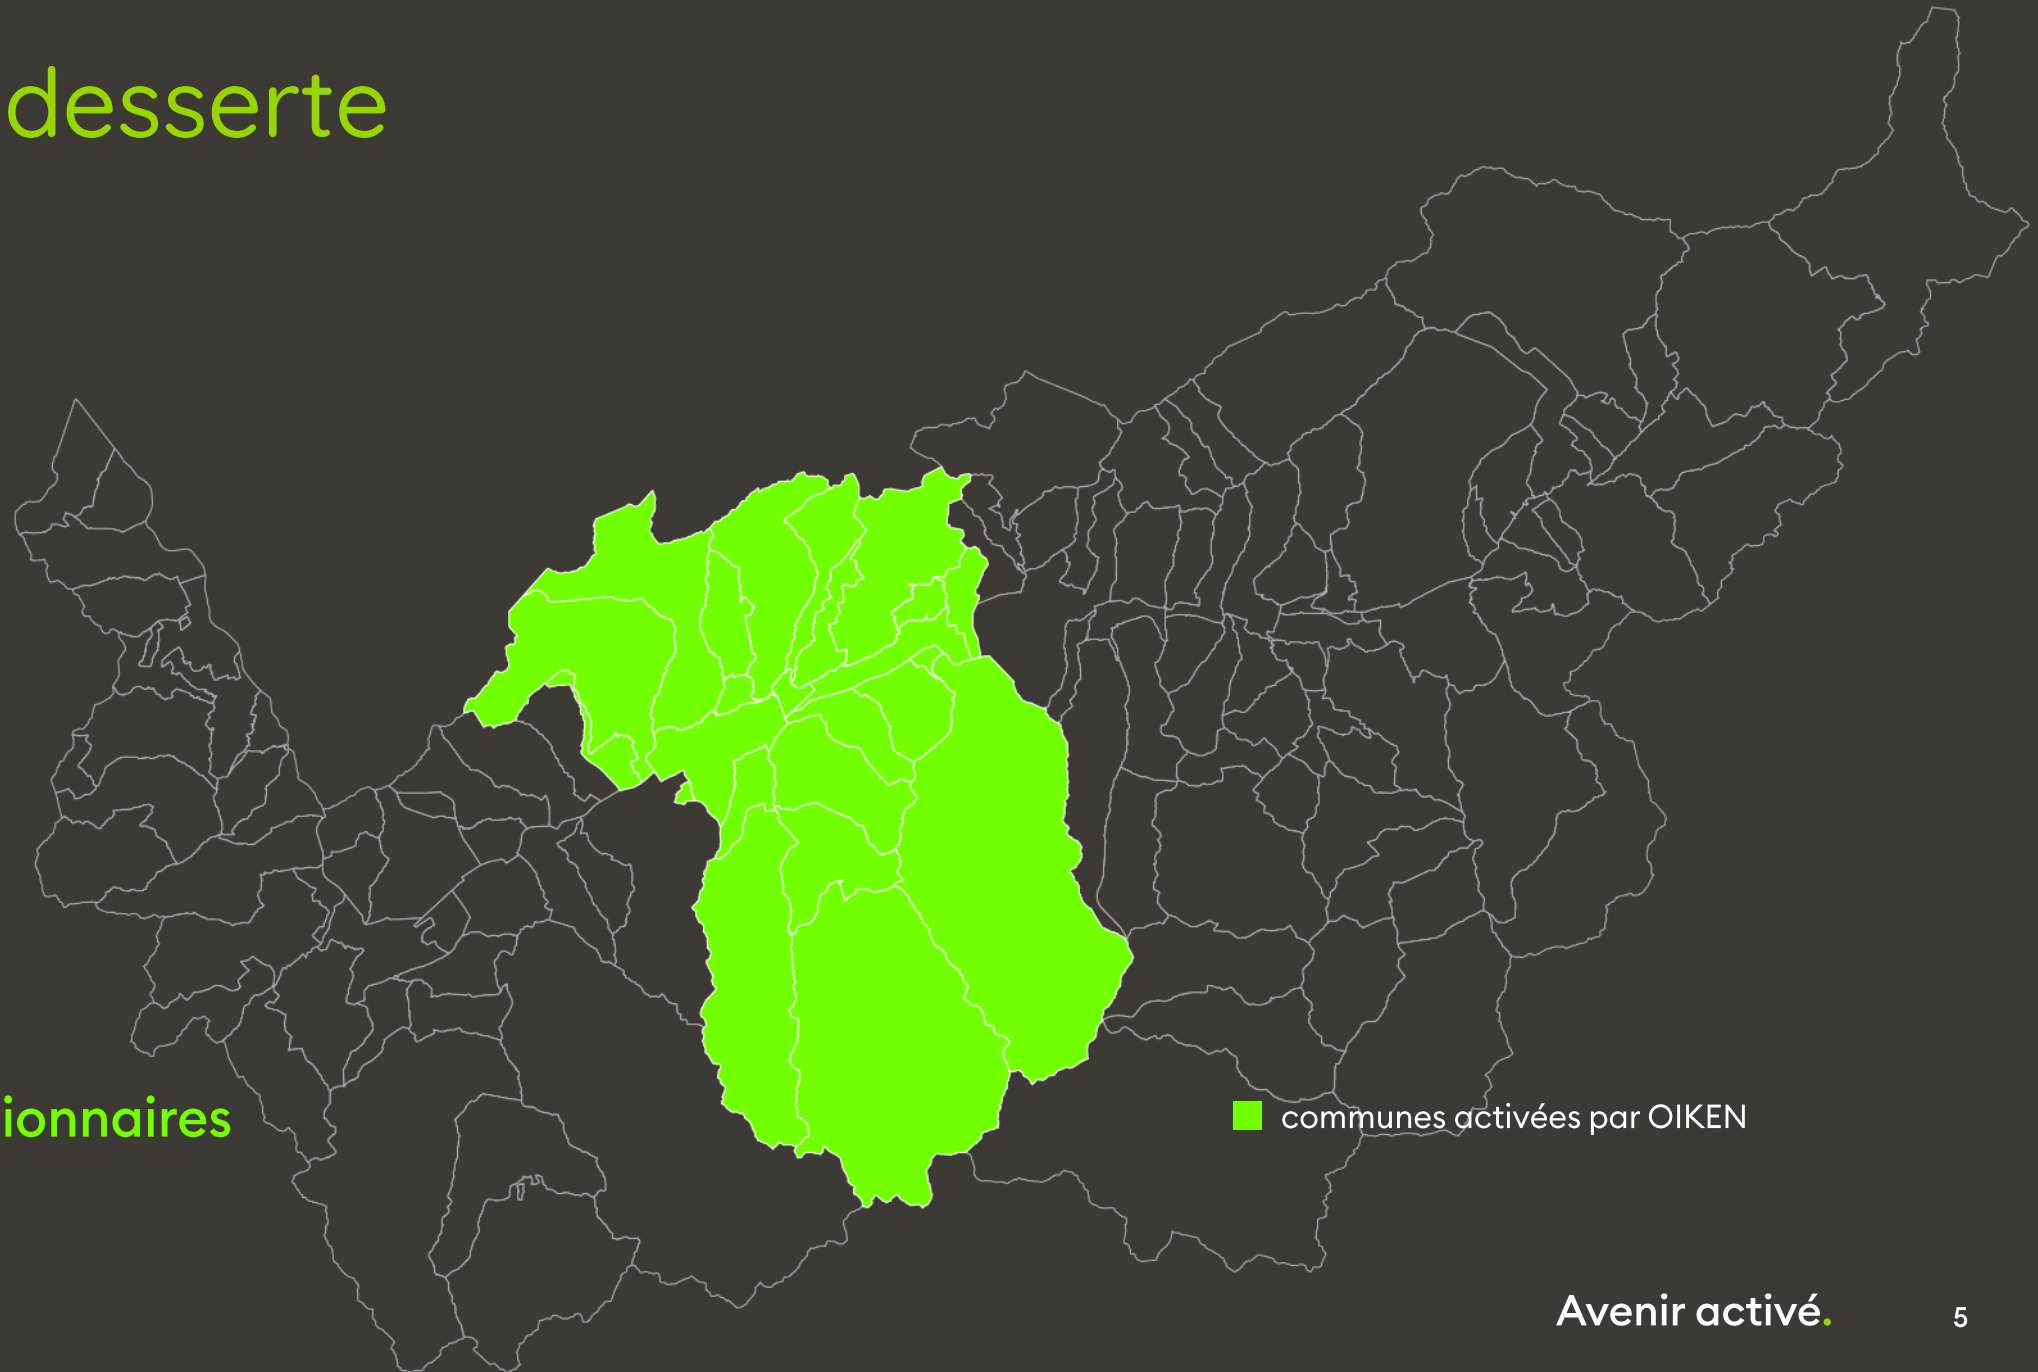 desserte
ionnaires
communes activées par OIKEN
Avenir activé.
5